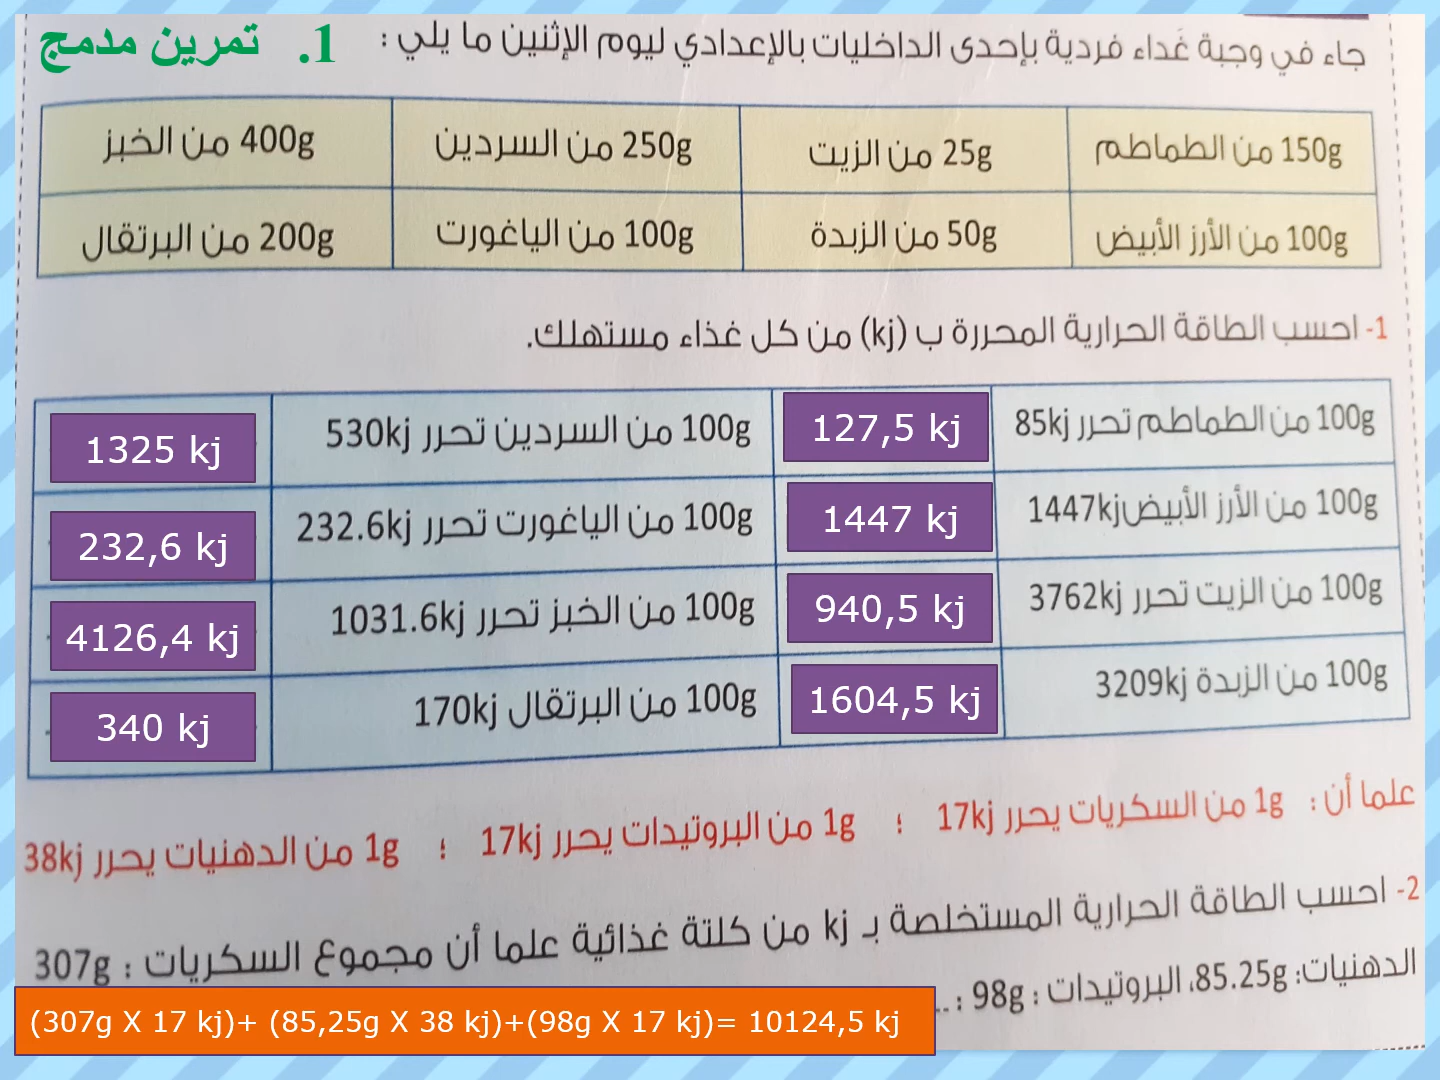 1. تمرين مدمج
جاء في وجبة غَداء فردية بإحدى الداخليات بالإعدادي ليوم الإثنين ما يلي :
150g من الطماطم 25g من الزيت 250g من السردين 400g من الخبز
100g من الأرز الأبيض 50g من الزبدة 100g من الياغورت 200g من البرتقال
1- احسب الطاقة الحرارية المحررة ب (kj) من كل غذاء مستهلك.
100g من الطماطم تحرر 85kj 127,5 kj 100g من السردين تحرر 530kj 1325 kj
100g من الأرز الأبيض 1447kj 1447 kj 100g من الياغورت تحرر 232.6kj 232,6 kj
100g من الزيت تحرر 3762kj 940,5 kj 100g من الخبز تحرر 1031.6kj 4126,4 kj
100g من الزبدة 3209kj 1604,5 kj 100g من البرتقال 170kj 340 kj
علما أن : 1g من السكريات يحرر 17kj ؛ 1g من البروتيدات يحرر 17kj ؛ 1g من الدهنيات يحرر 38kj
2- احسب الطاقة الحرارية المستخلصة بـ kj من كلتة غذائية علما أن مجموع السكريات : 307g
الدهنيات: 85.25g، البروتيدات : 98g : ..
(307g X 17 kj)+ (85,25g X 38 kj)+(98g X 17 kj)= 10124,5 kj